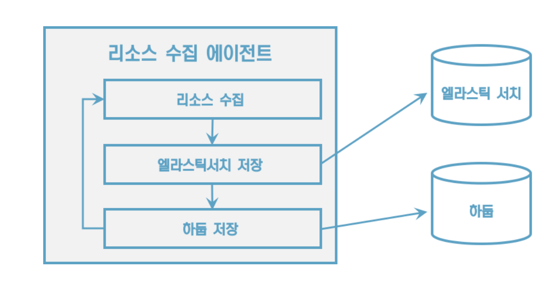 리소스 수집 에이전트
리소스 수집
엘라스틱 서치
엘라스틱서치 저장
하둡 저장
하둡